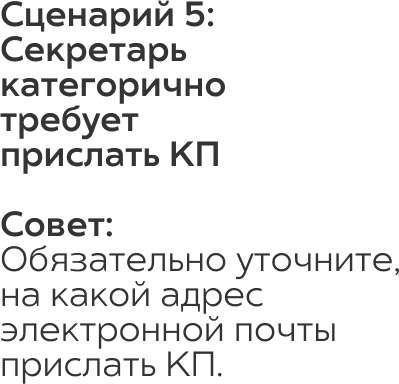 Сценарий 5:
Секретарь
категорично
требует
прислать КП
Совет:
Обязательно уточните,
на какой адрес
электронной почты
прислать КП.